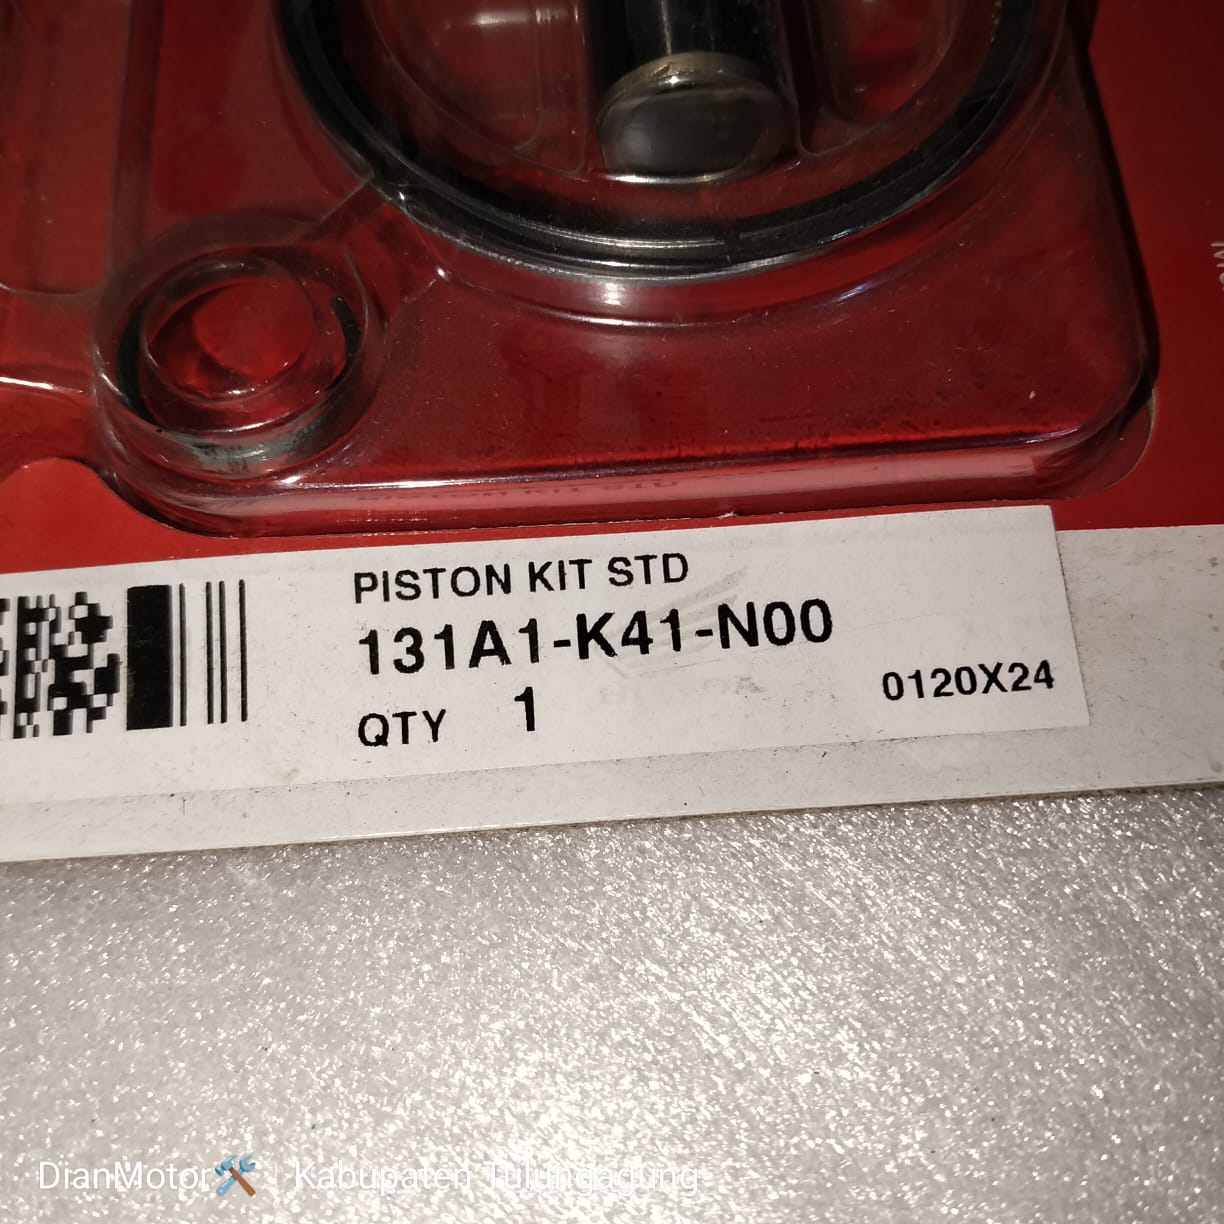 PISTON KIT STD
131A1-K41-N00
QTY 1
0120X24
DianMotor🛠️ | Kabupaten Tulungagung